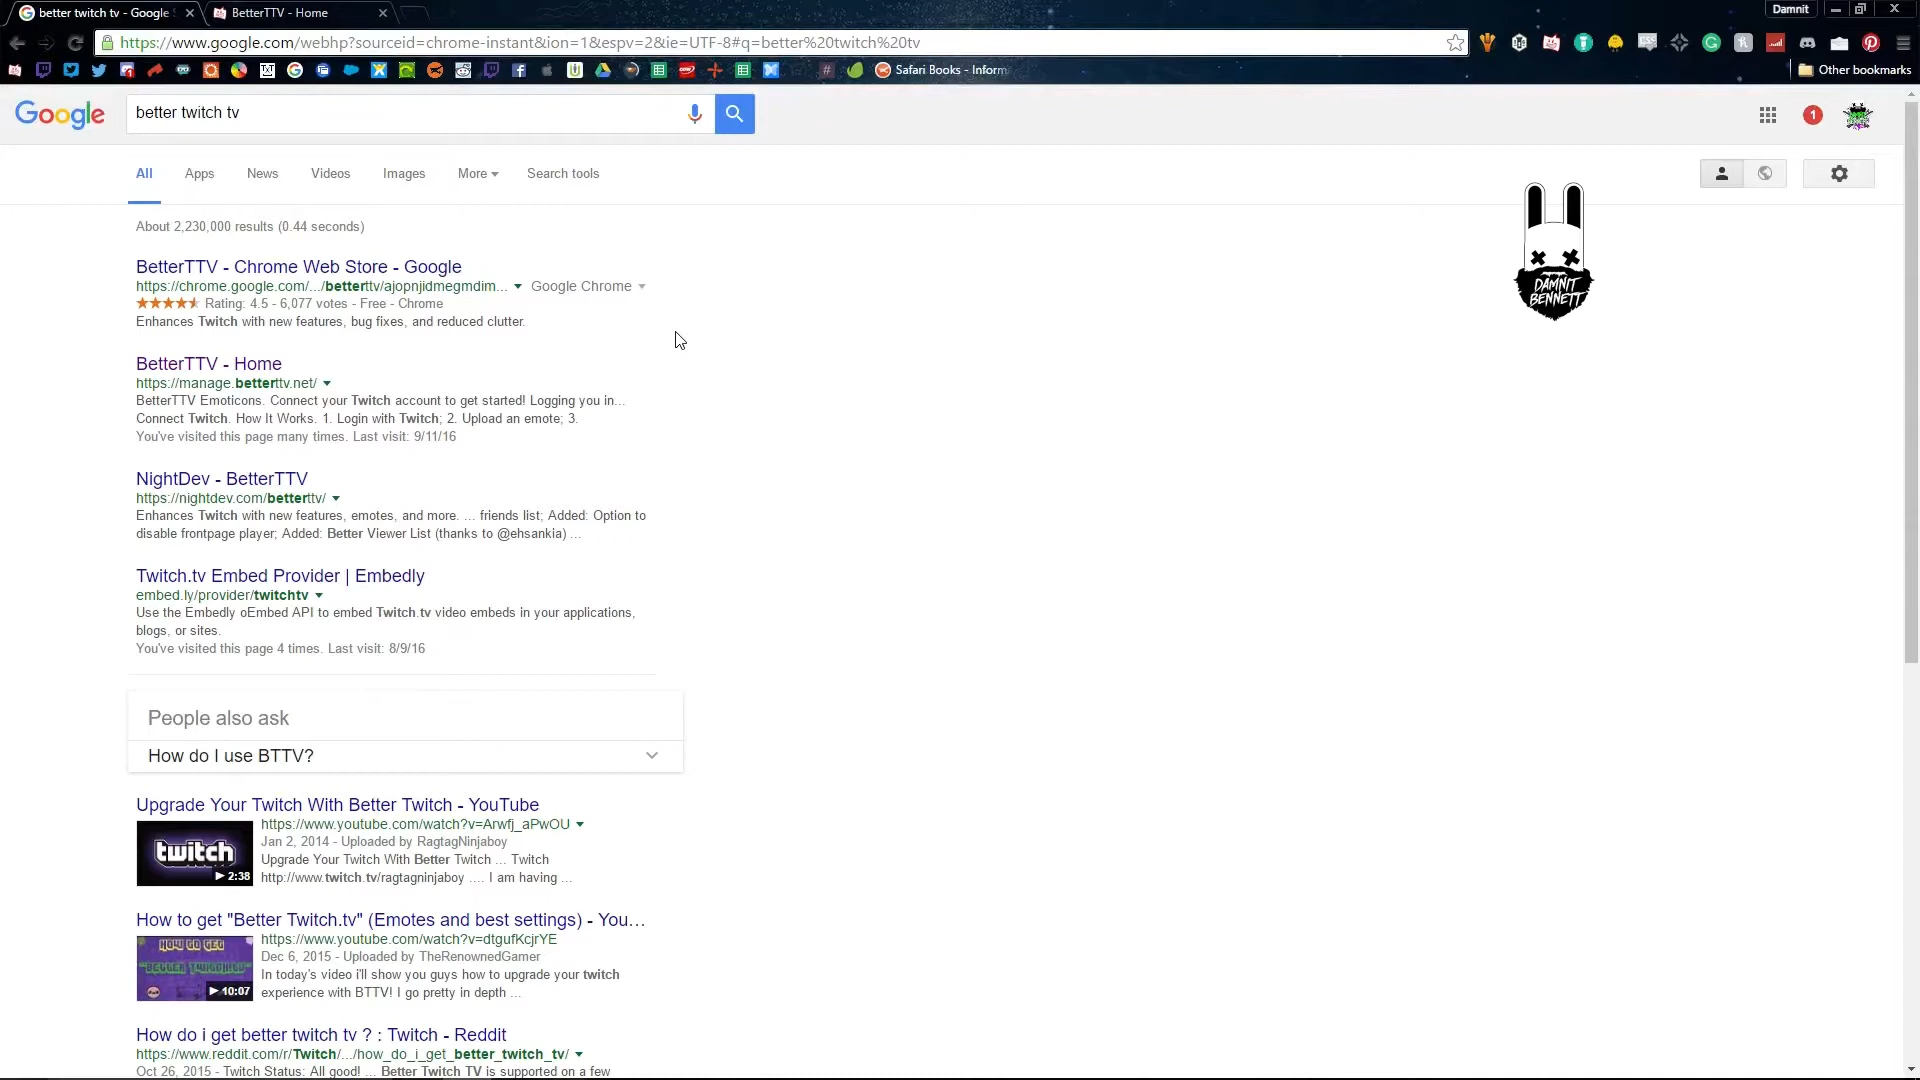 better twitch tv - Google
BetterTTV - Home
Damnit
https://www.google.com/webhp?sourceid=chrome-instant&ion=1&espv=2&ie=UTF-8#q=better%20twitch%20tv
Safari Books - Inform
Other bookmarks
Google
better twitch tv
1
All
Apps
News
Videos
Images
More
Search tools
About 2,230,000 results (0.44 seconds)
DAMNIT
BENNETT
BetterTTV - Chrome Web Store - Google
https://chrome.google.com/.../betterttv/ajopnjidmegmdim... Google Chrome
Rating: 4.5 - 6,077 votes - Free - Chrome
Enhances Twitch with new features, bug fixes, and reduced clutter.
BetterTTV - Home
https://manage.betterttv.net/
BetterTTV Emoticons. Connect your Twitch account to get started! Logging you in...
Connect Twitch. How It Works. 1. Login with Twitch; 2. Upload an emote; 3.
You've visited this page many times. Last visit: 9/11/16
NightDev - BetterTTV
https://nightdev.com/betterttv/
Enhances Twitch with new features, emotes, and more. ... friends list; Added: Option to
disable frontpage player; Added: Better Viewer List (thanks to @ehsankia) ...
Twitch.tv Embed Provider | Embedly
embed.ly/provider/twitchtv
Use the Embedly oEmbed API to embed Twitch.tv video embeds in your applications,
blogs, or sites.
You've visited this page 4 times. Last visit: 8/9/16
People also ask
How do I use BTTV?
Upgrade Your Twitch With Better Twitch - YouTube
https://www.youtube.com/watch?v=Arwfj_aPwOU
Jan 2, 2014 - Uploaded by RagtagNinjaboy
Upgrade Your Twitch With Better Twitch ... Twitch
http://www.twitch.tv/ragtagninjaboy .... I am having ...
twitch
2:38
How to get "Better Twitch.tv" (Emotes and best settings) - You...
https://www.youtube.com/watch?v=dtgufKcjrYE
Dec 6, 2015 - Uploaded by TheRenownedGamer
In today's video i'll show you guys how to upgrade your twitch
experience with BTTV! I go pretty in depth ...
HOW GO GET
"BETTER TWITCH.TV"
10:07
How do i get better twitch tv ? : Twitch - Reddit
https://www.reddit.com/r/Twitch/.../how_do_i_get_better_twitch_tv/
Oct 26, 2015 - Twitch Status: All good! ... Better Twitch TV is supported on a few